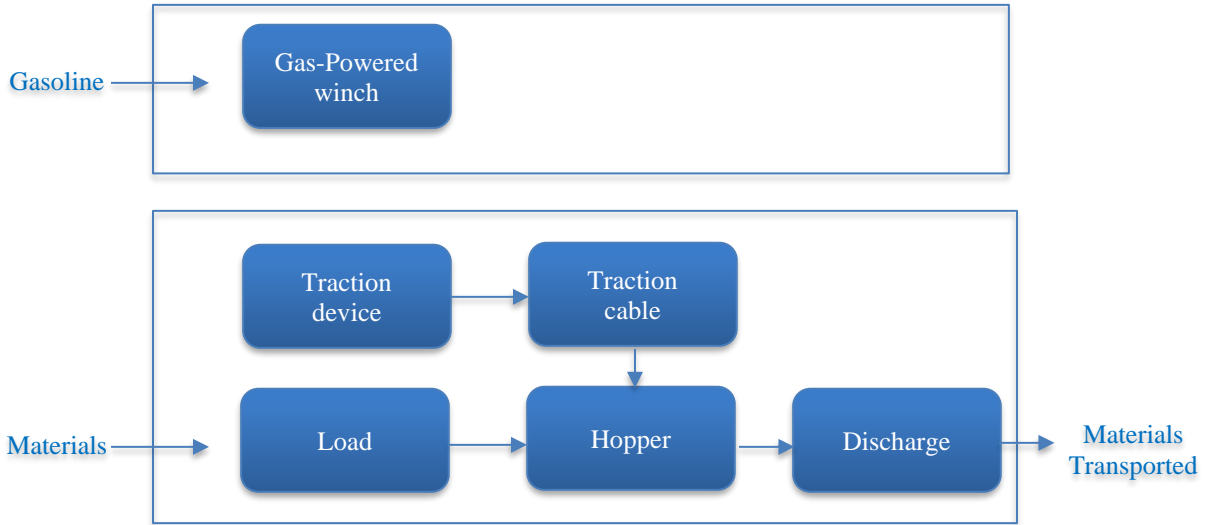 Gasoline
Gas-Powered
winch
Traction
device
Traction
cable
Materials
Load
Hopper
Discharge
Materials
Transported